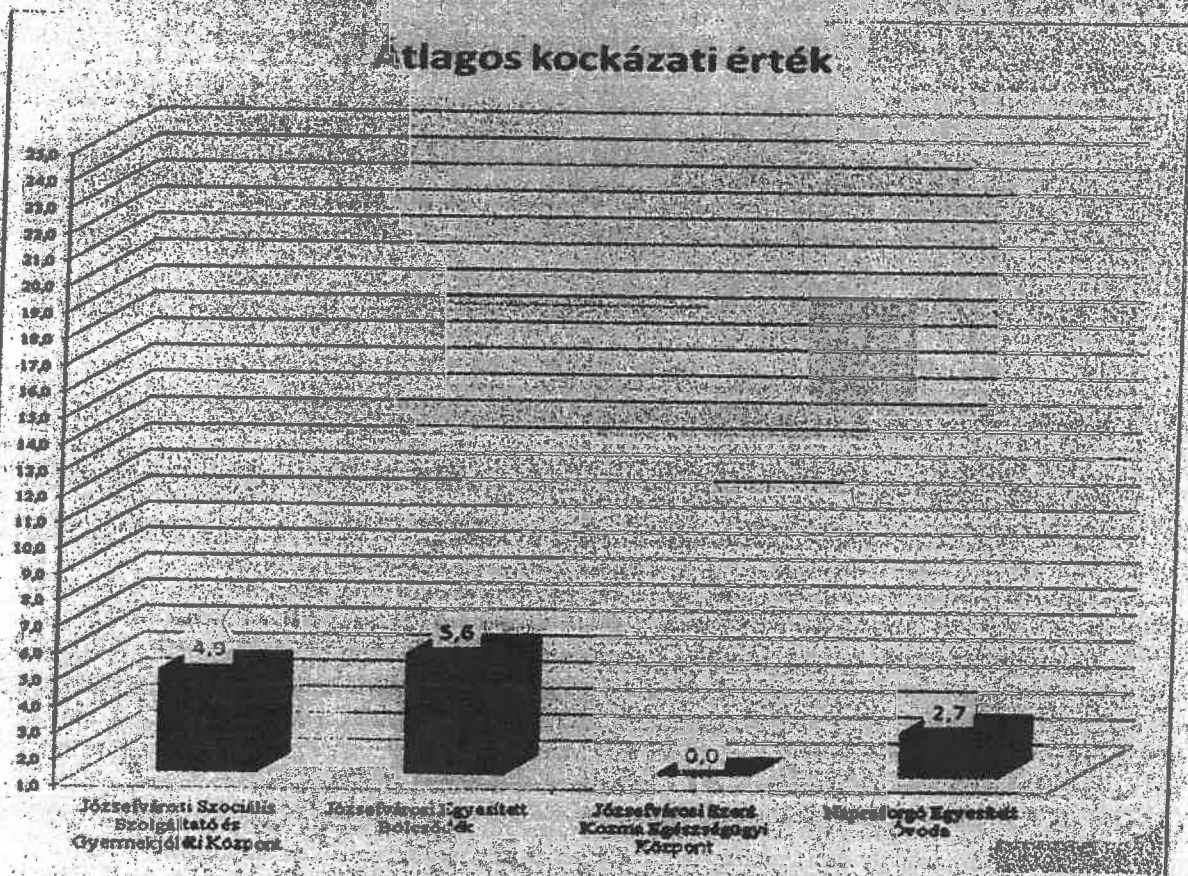 Átlagos kockázati érték
25,0
24,0
23,0
22,0
21,0
20,0
19,0
18,0
17,0
16,0
15,0
14,0
13,0
12,0
11,0
10,0
9,0
8,0
7,0
6,0
5,0
4,0
3,0
2,0
1,0
4,9
5,6
0,0
2,7
Józsefvárosi Szociális
Szolgáltató és
Gyermekjóléti Központ
Józsefvárosi Egyesített
Bölcsődék
Józsefvárosi Szent
Kozma Egészségügyi
Központ
Napraforgó Egyesített
Óvoda